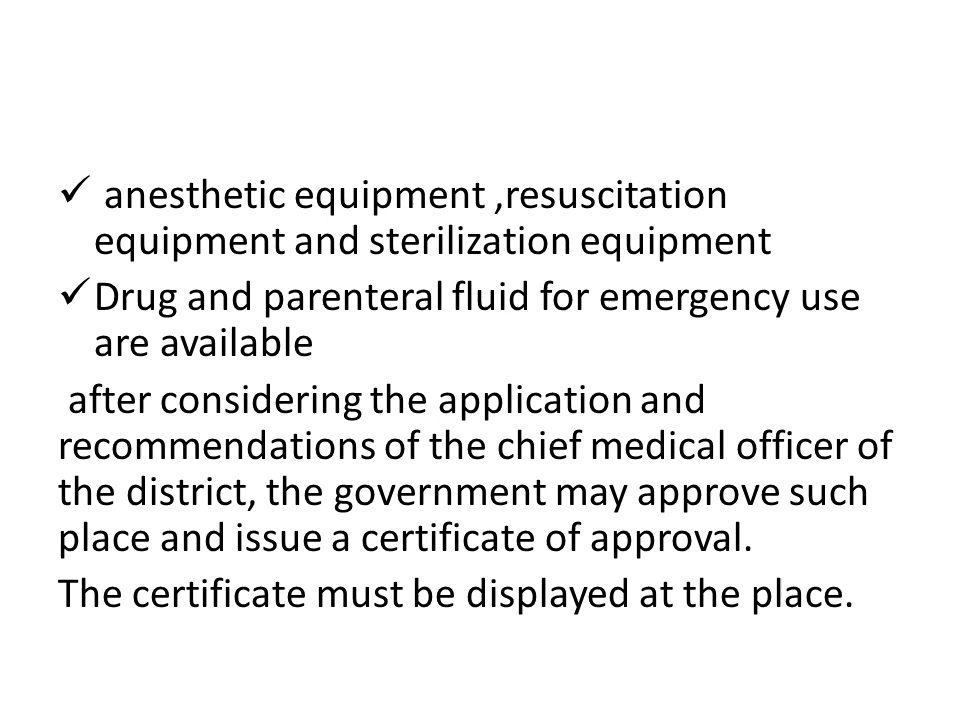 ✓ anesthetic equipment ,resuscitation
equipment and sterilization equipment
✓ Drug and parenteral fluid for emergency use
are available
after considering the application and
recommendations of the chief medical officer of
the district, the government may approve such
place and issue a certificate of approval.
The certificate must be displayed at the place.